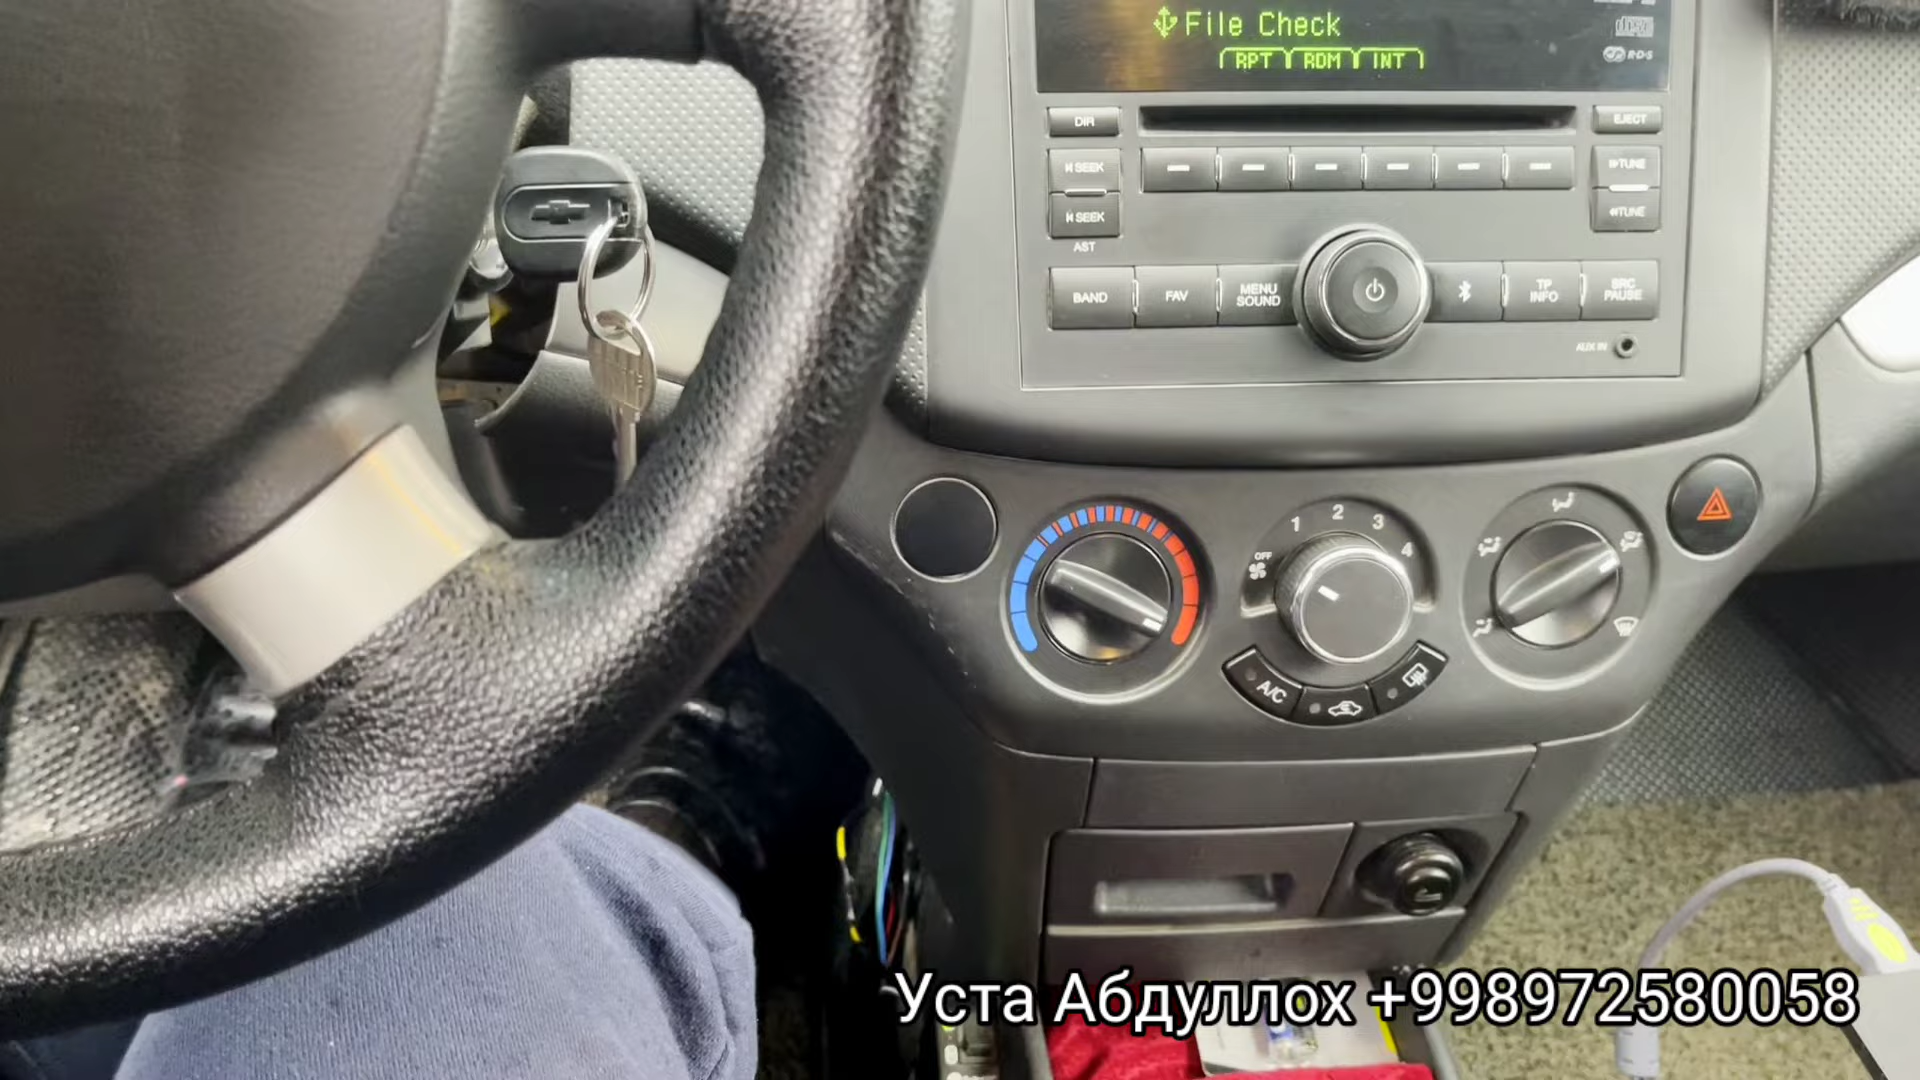 File Check
RPT RDM INT
R·D·S
DIR
EJECT
SEEK
TUNE
SEEK
TUNE
AST
BAND
FAV
MENU SOUND
TP INFO
SRC PAUSE
AUX IN
OFF 1 2 3 4
A/C
Уста Абдуллох +998972580058